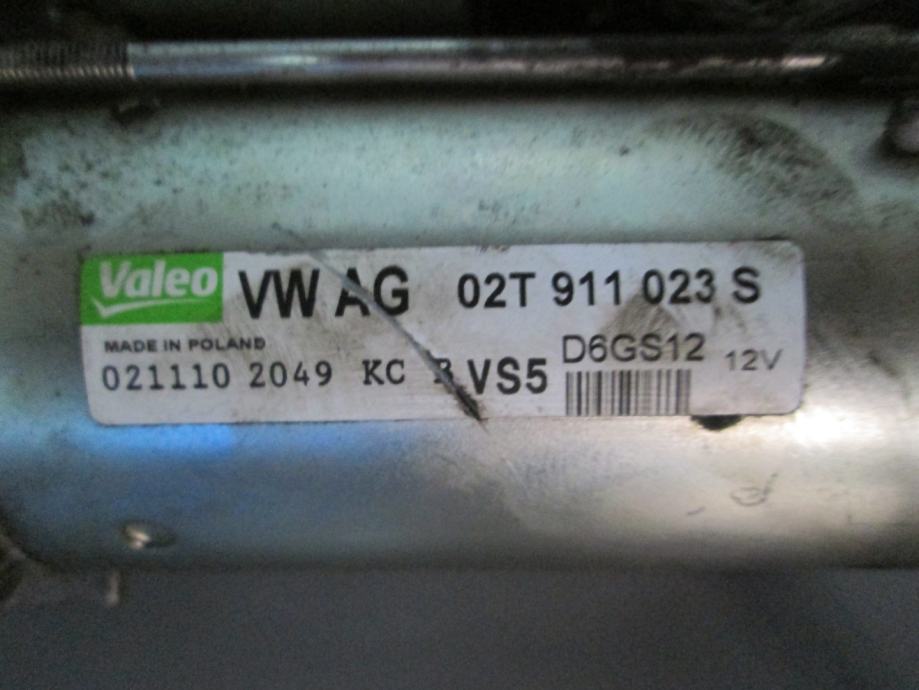 Valeo VW AG 02T 911 023 S
MADE IN POLAND D6GS12 12V
021110 2049 KC VS5